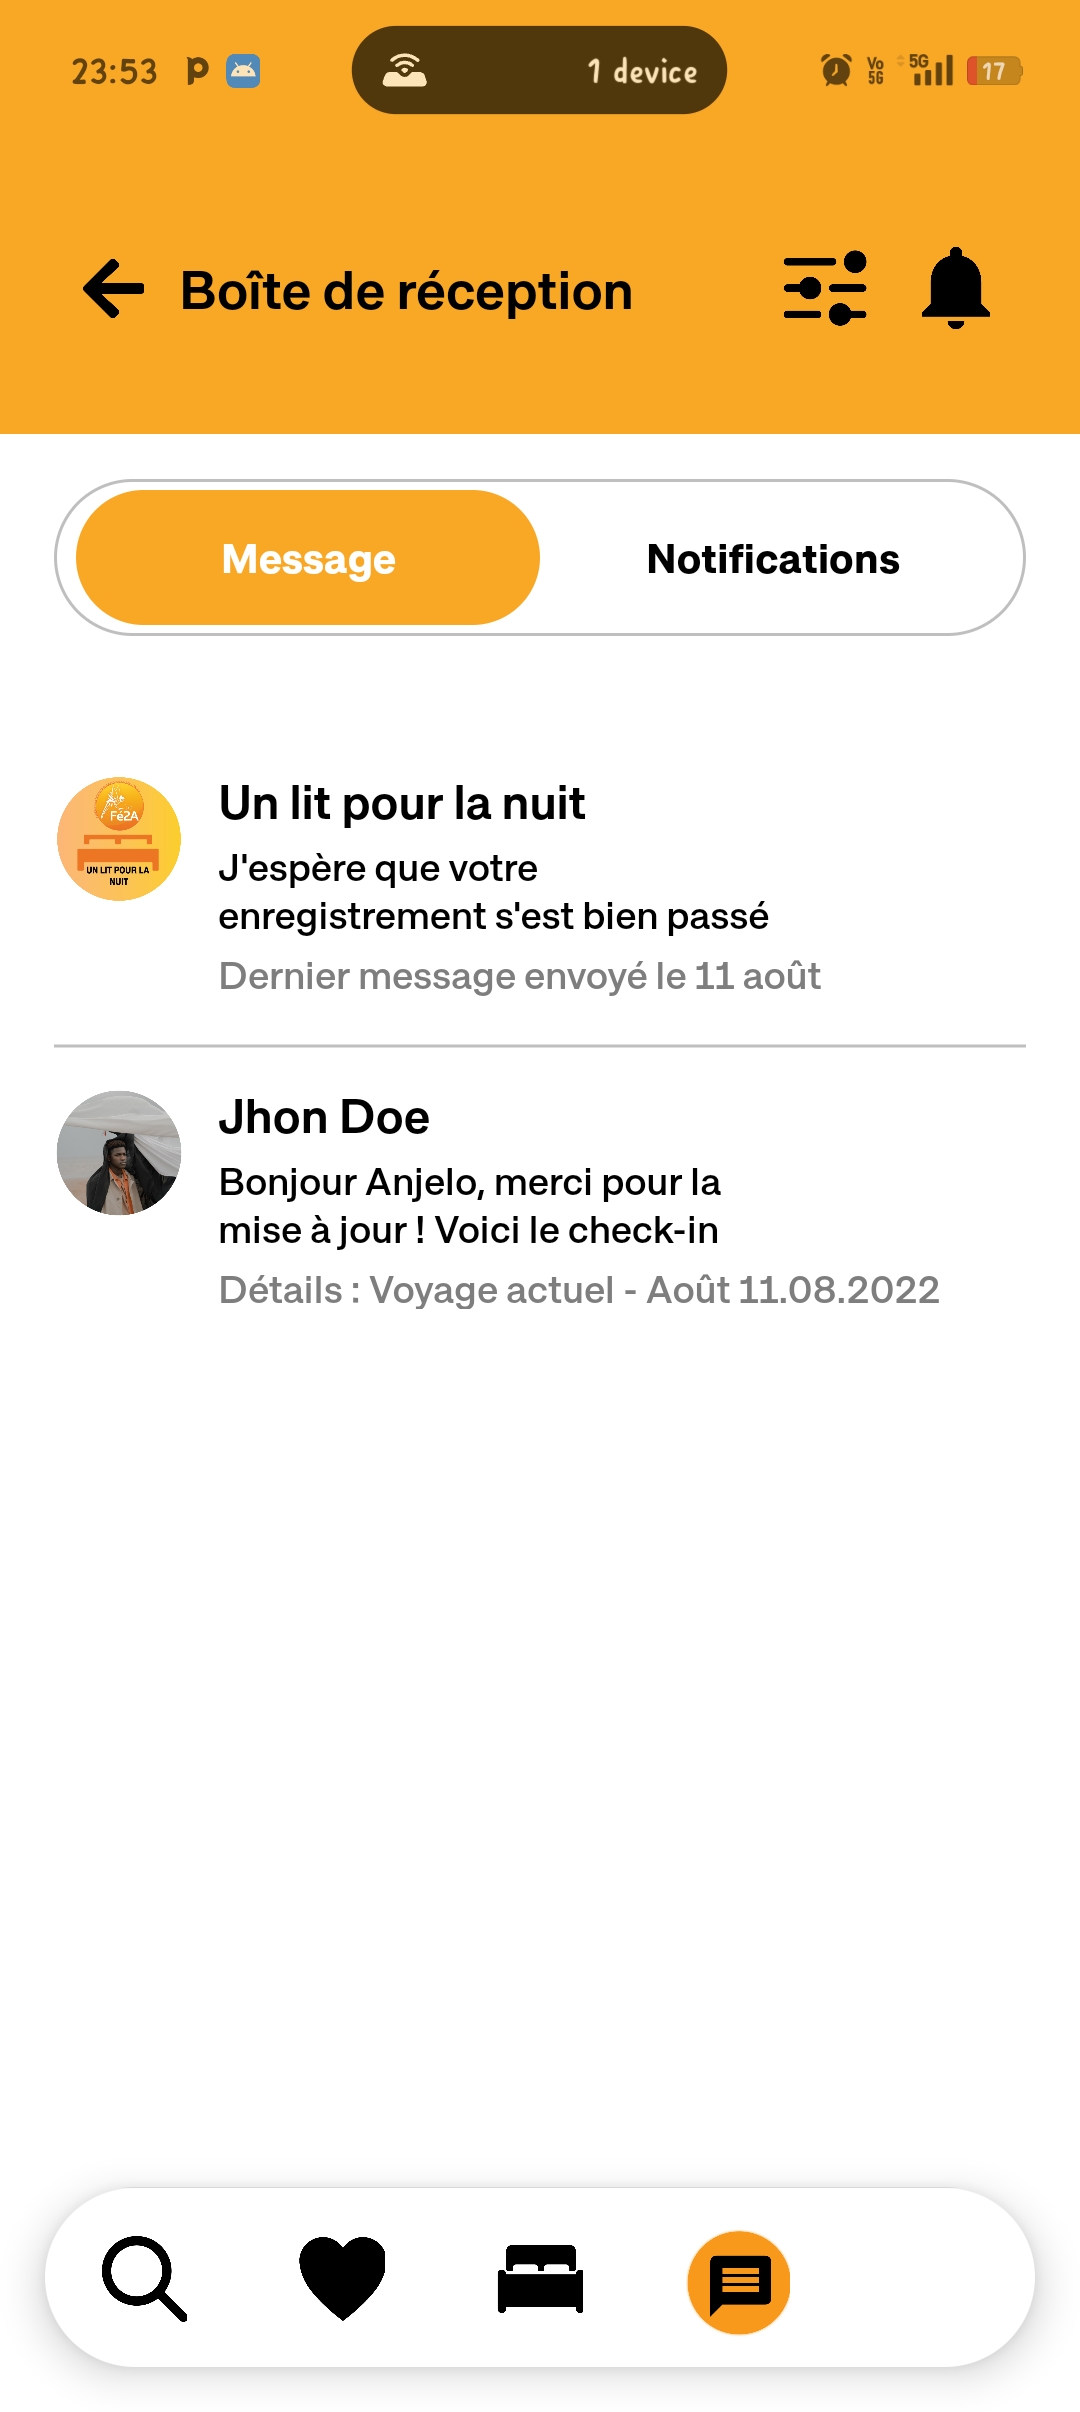 23:53
1 device
Vo
5G
5G
17
Boîte de réception
Message
Notifications
Fé2A
UN LIT POUR LA
NUIT
Un lit pour la nuit
J'espère que votre
enregistrement s'est bien passé
Dernier message envoyé le 11 août
Jhon Doe
Bonjour Anjelo, merci pour la
mise à jour ! Voici le check-in
Détails : Voyage actuel - Août 11.08.2022